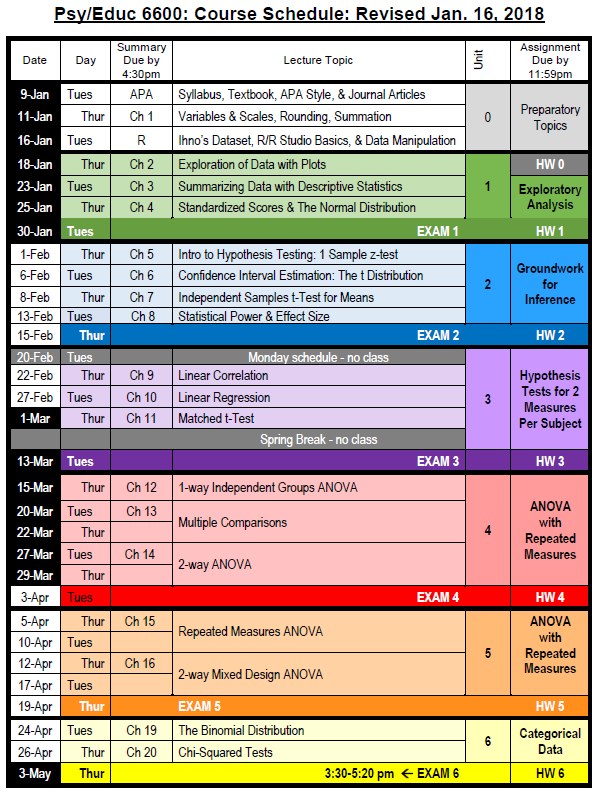 Psy/Educ 6600: Course Schedule: Revised Jan. 16, 2018
Date Day Summary Due by 4:30pm Lecture Topic Unit Assignment Due by 11:59pm
9-Jan Tues APA Syllabus, Textbook, APA Style, & Journal Articles
11-Jan Thur Ch 1 Variables & Scales, Rounding, Summation 0 Preparatory Topics
16-Jan Tues R Ihno's Dataset, R/R Studio Basics, & Data Manipulation
18-Jan Thur Ch 2 Exploration of Data with Plots HW 0
23-Jan Tues Ch 3 Summarizing Data with Descriptive Statistics 1 Exploratory Analysis
25-Jan Thur Ch 4 Standardized Scores & The Normal Distribution
30-Jan Tues EXAM 1 HW 1
1-Feb Thur Ch 5 Intro to Hypothesis Testing: 1 Sample z-test
6-Feb Tues Ch 6 Confidence Interval Estimation: The t Distribution 2 Groundwork for Inference
8-Feb Thur Ch 7 Independent Samples t-Test for Means
13-Feb Tues Ch 8 Statistical Power & Effect Size
15-Feb Thur EXAM 2 HW 2
20-Feb Tues Monday schedule - no class
22-Feb Thur Ch 9 Linear Correlation
27-Feb Tues Ch 10 Linear Regression 3 Hypothesis Tests for 2 Measures Per Subject
1-Mar Thur Ch 11 Matched t-Test
Spring Break - no class
13-Mar Tues EXAM 3 HW 3
15-Mar Thur Ch 12 1-way Independent Groups ANOVA
20-Mar Tues Ch 13 Multiple Comparisons
22-Mar Thur 4 ANOVA with Repeated Measures
27-Mar Tues Ch 14 2-way ANOVA
29-Mar Thur
3-Apr Tues EXAM 4 HW 4
5-Apr Thur Ch 15 Repeated Measures ANOVA
10-Apr Tues 5 ANOVA with Repeated Measures
12-Apr Thur Ch 16 2-way Mixed Design ANOVA
17-Apr Tues
19-Apr Thur EXAM 5 HW 5
24-Apr Tues Ch 19 The Binomial Distribution 6 Categorical Data
26-Apr Thur Ch 20 Chi-Squared Tests
3-May Thur 3:30-5:20 pm ← EXAM 6 HW 6